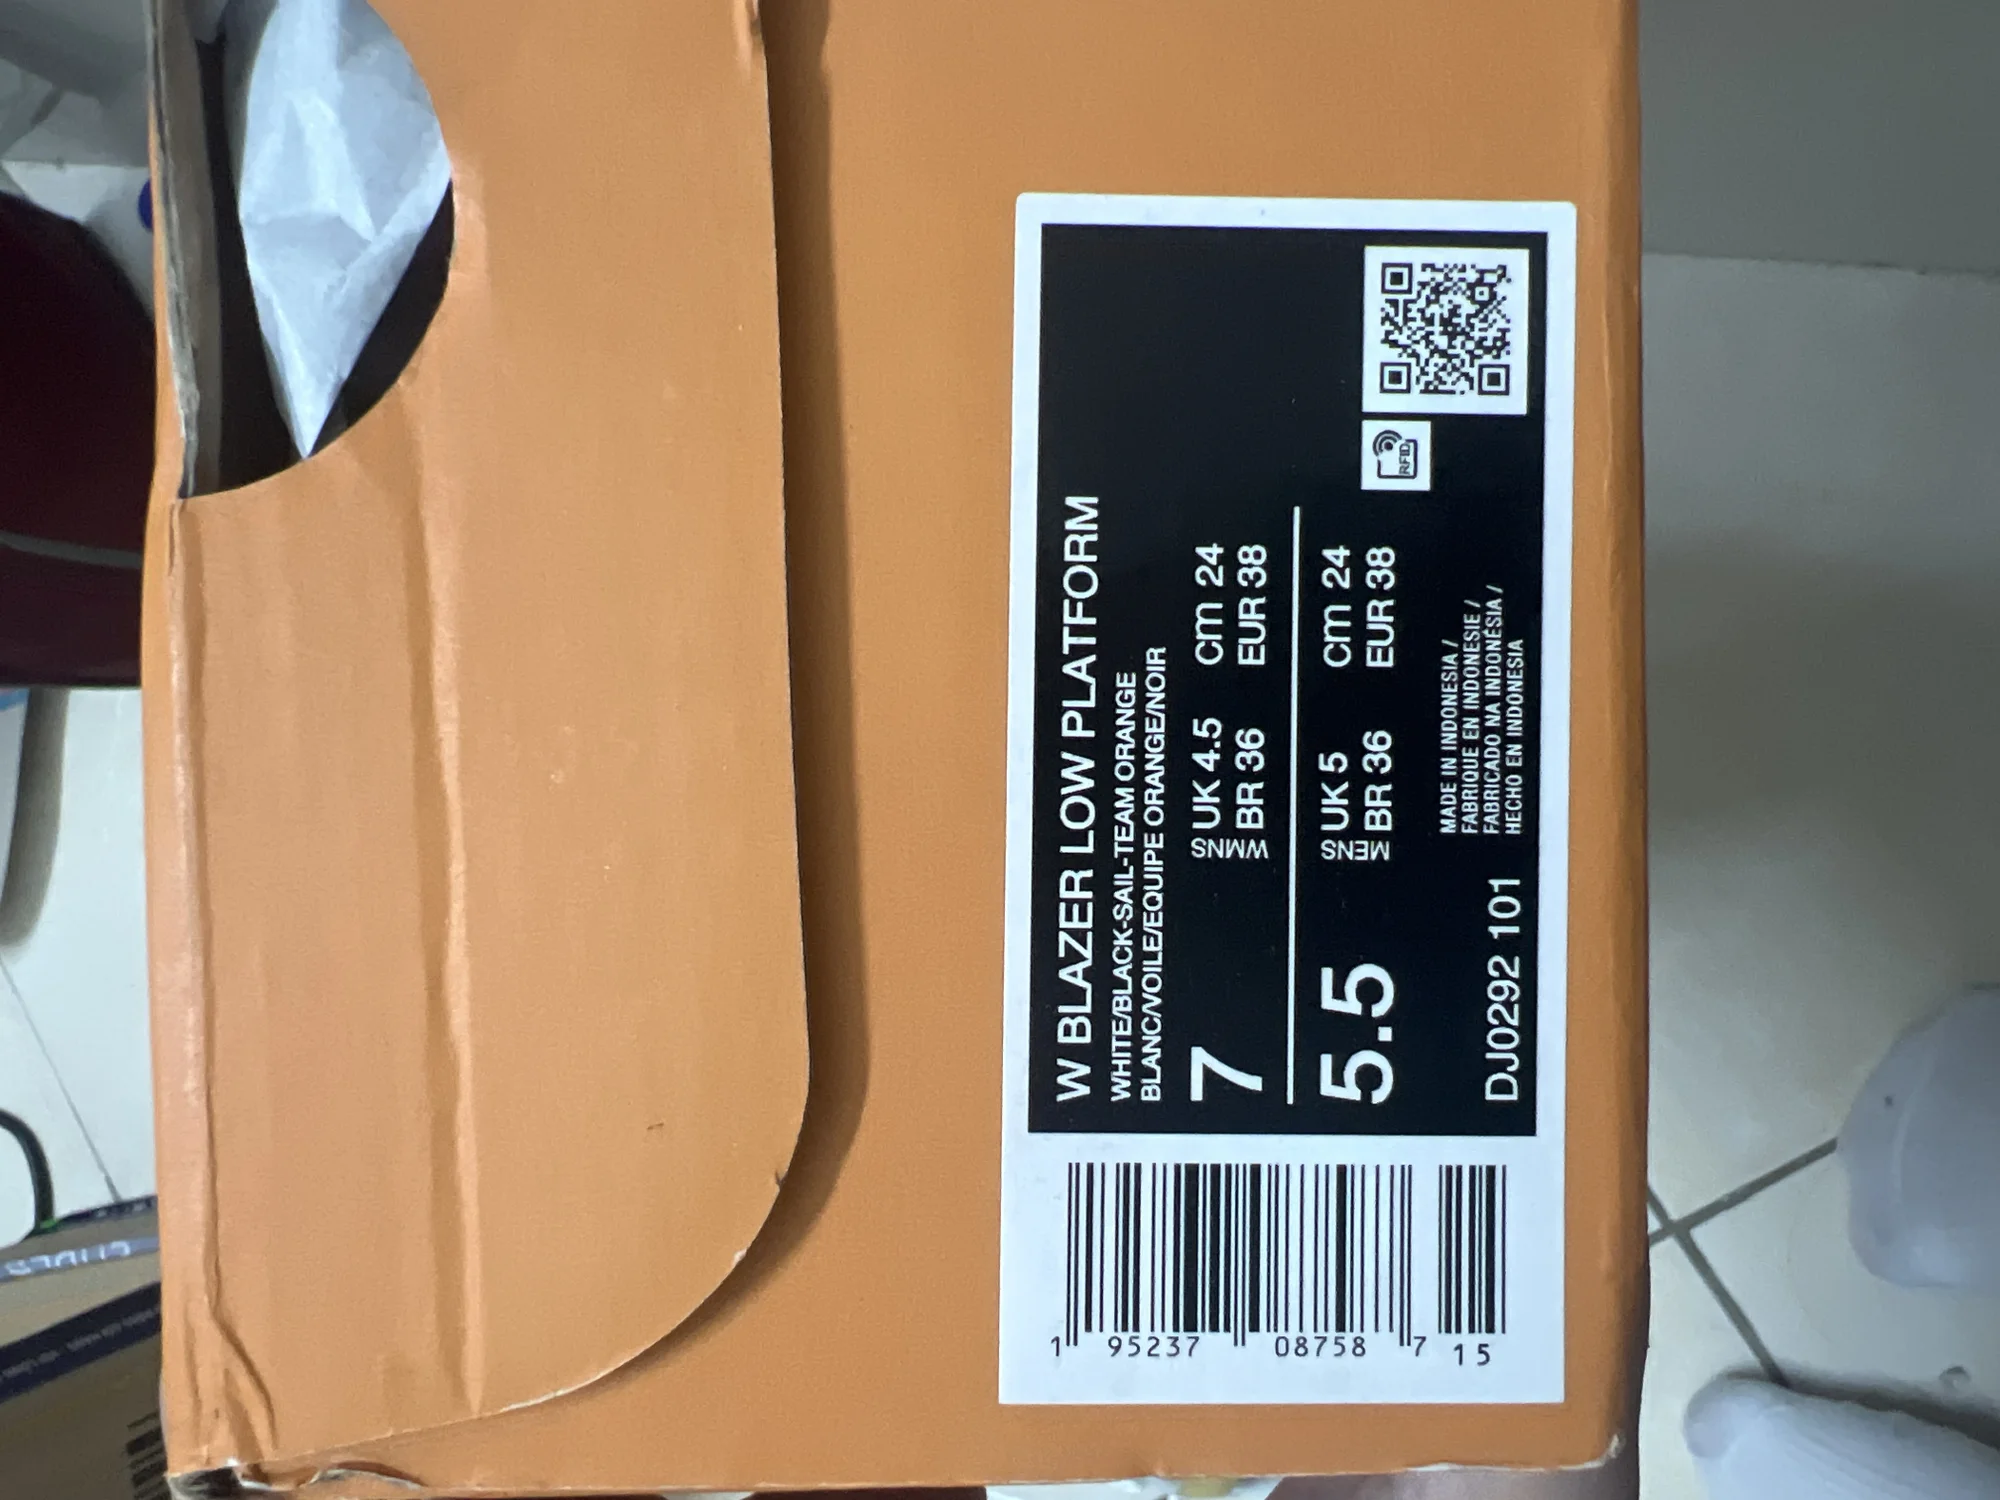 W BLAZER LOW PLATFORM
WHITE/BLACK-SAIL-TEAM ORANGE
BLANC/VOILE/EQUIPE ORANGE/NOIR
7 WMNS UK 4.5 cm 24
BR 36 EUR 38
5.5 MENS UK 5 cm 24
BR 36 EUR 38
RFID
DJ0292 101
MADE IN INDONESIA /
FABRIQUE EN INDONESIE /
FABRICADO NA INDONÉSIA /
HECHO EN INDONESIA
1 95237 08758 7 15